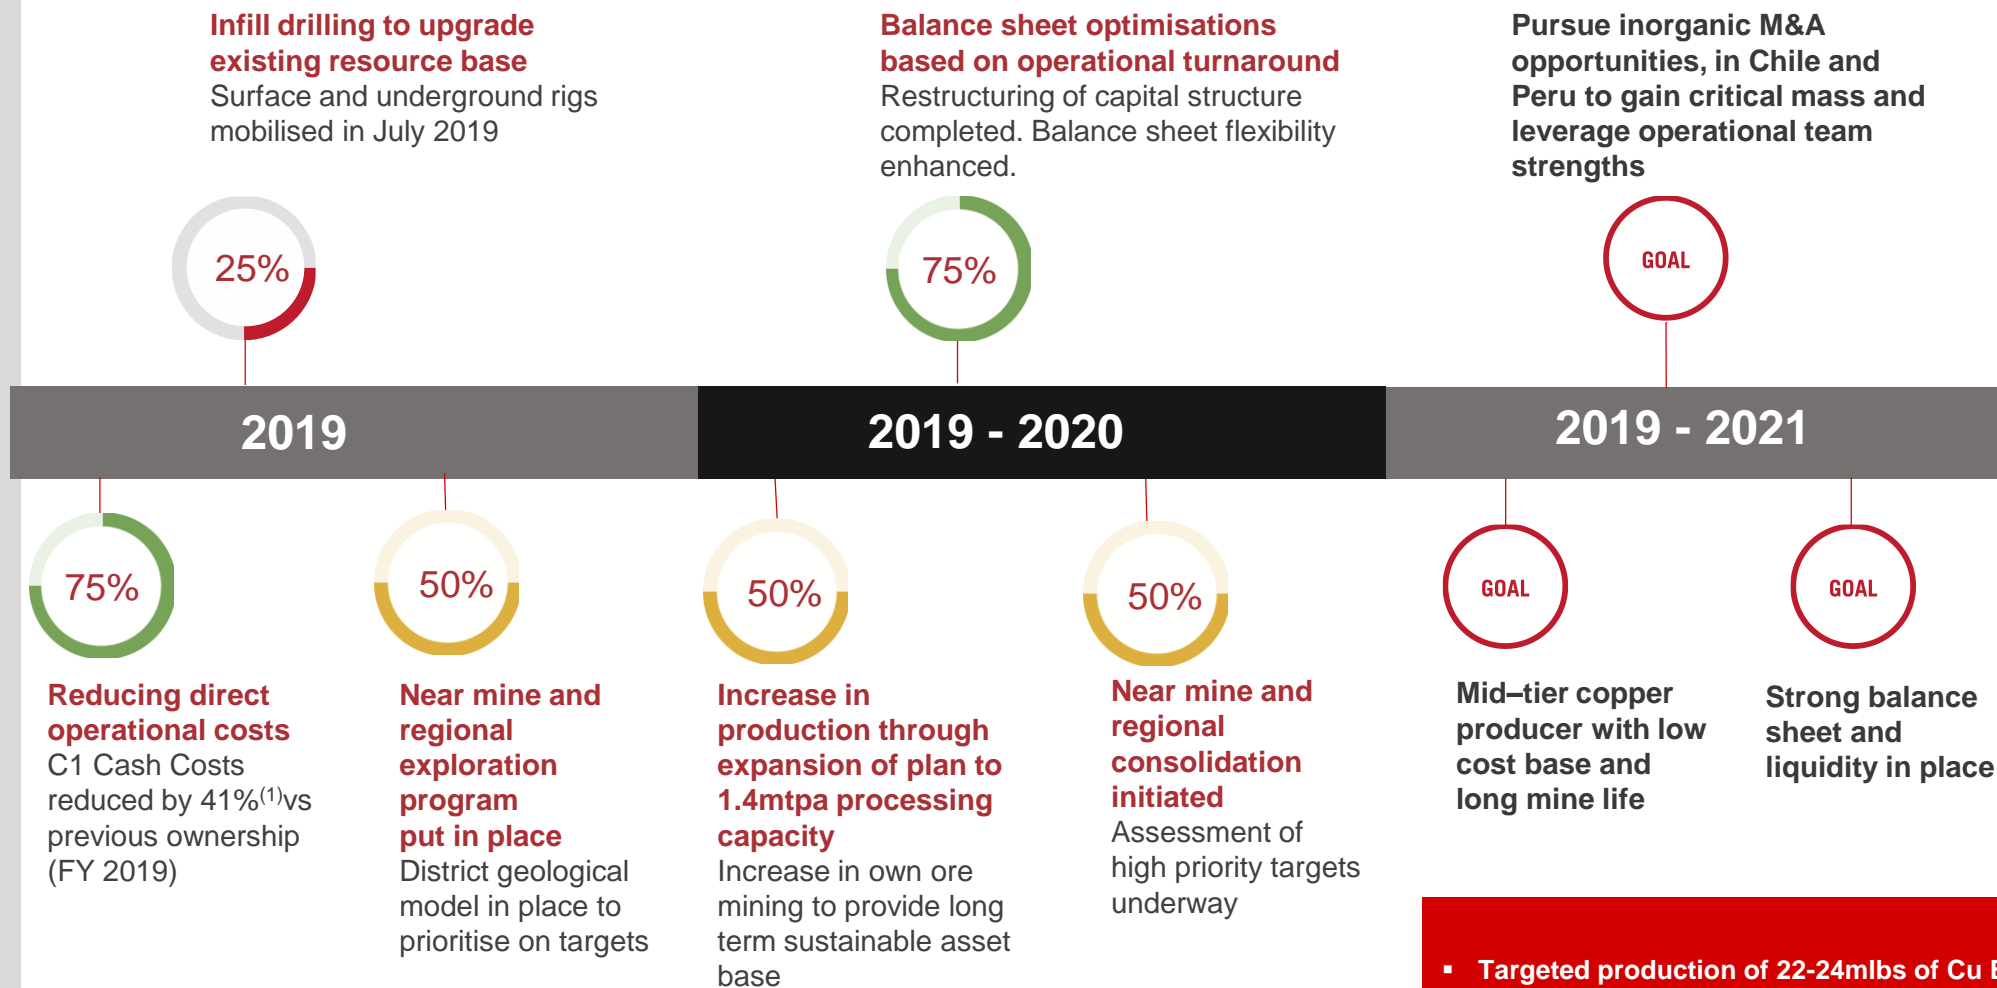 Infill drilling to upgrade
existing resource base
Surface and underground rigs
mobilised in July 2019
Balance sheet optimisations
based on operational turnaround
Restructuring of capital structure
completed. Balance sheet flexibility
enhanced.
Pursue inorganic M&A
opportunities, in Chile and
Peru to gain critical mass and
leverage operational team
strengths
25%
75%
GOAL
2019
2019 - 2020
2019 - 2021
75%
50%
50%
50%
GOAL
GOAL
Reducing direct
operational costs
C1 Cash Costs
reduced by 41%(1)vs
previous ownership
(FY 2019)
Near mine and
regional
exploration
program
put in place
District geological
model in place to
prioritise on targets
Increase in
production through
expansion of plan to
1.4mtpa processing
capacity
Increase in own ore
mining to provide long
term sustainable asset
base
Near mine and
regional
consolidation
initiated
Assessment of
high priority targets
underway
Mid–tier copper
producer with low
cost base and
long mine life
Strong balance
sheet and
liquidity in place
▪ Targeted production of 22-24mlbs of Cu